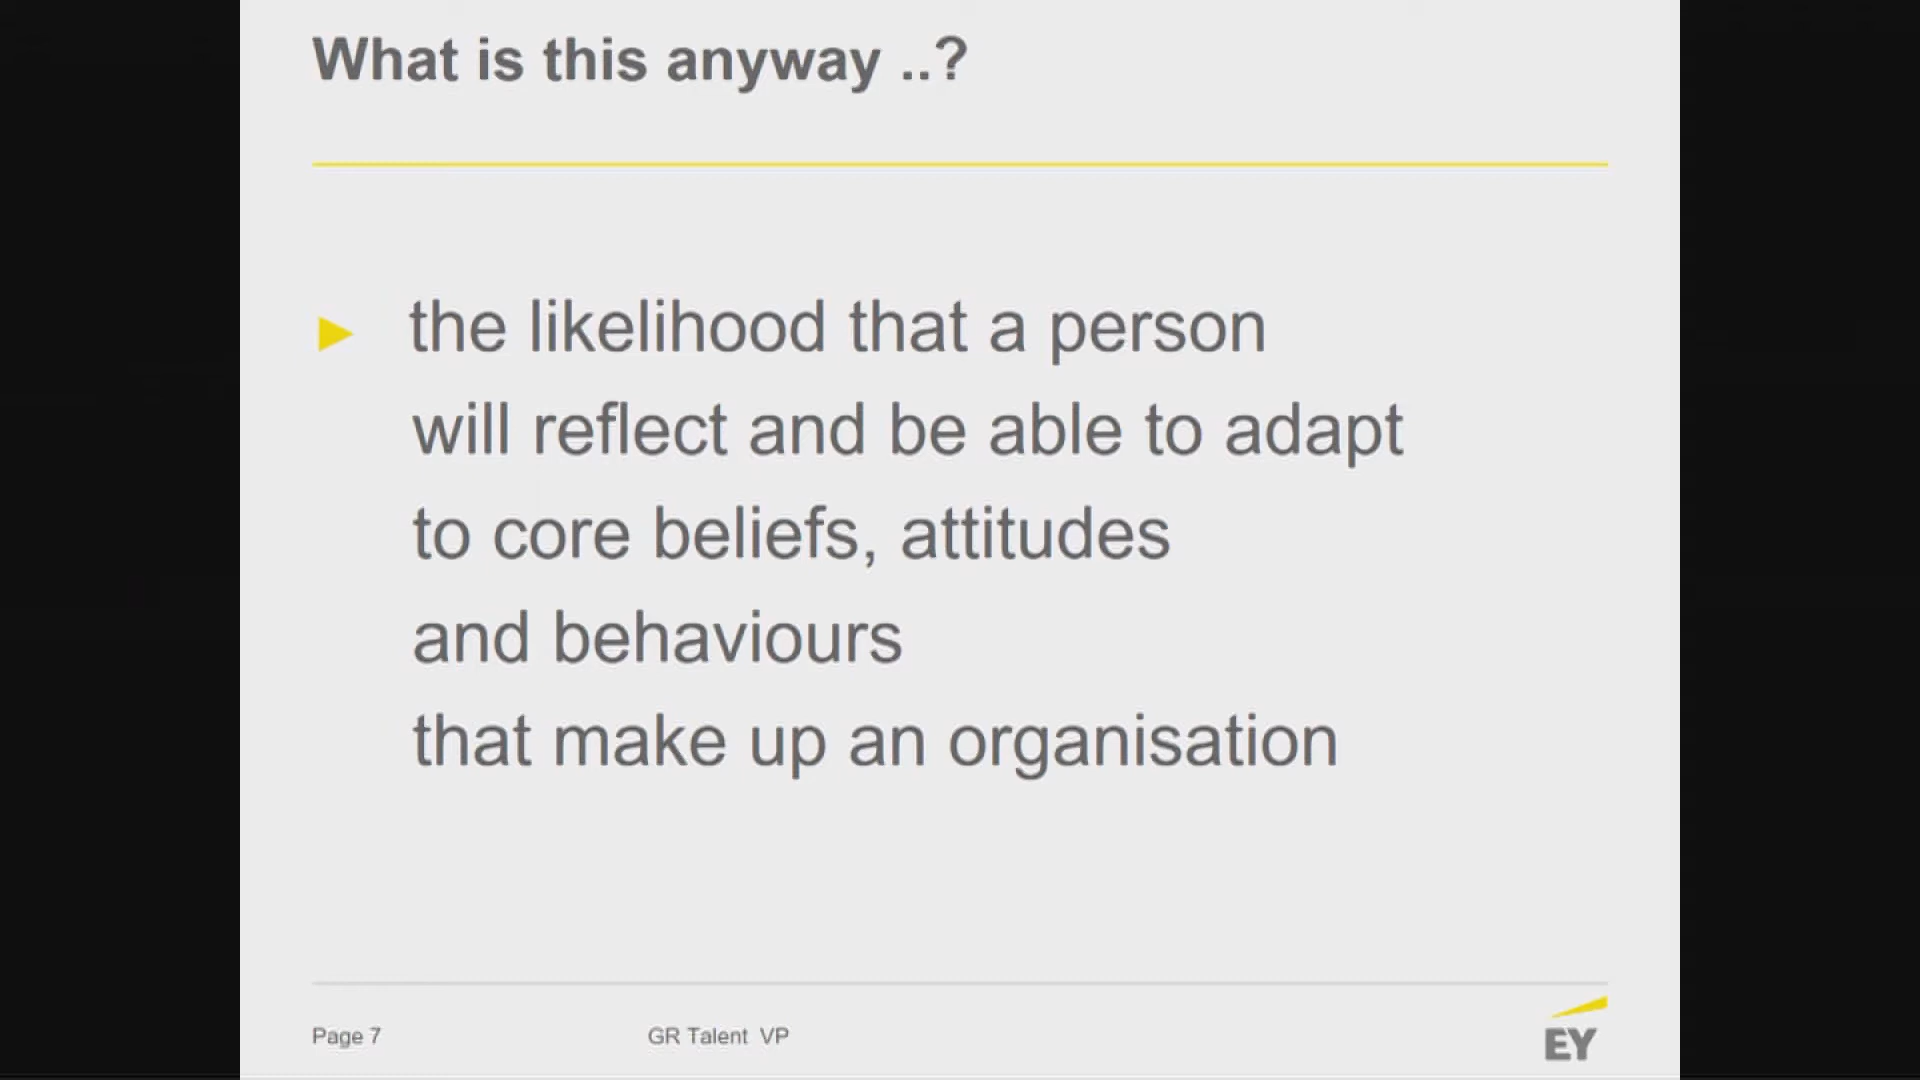 What is this anyway ..?
the likelihood that a person
will reflect and be able to adapt
to core beliefs, attitudes
and behaviours
that make up an organisation
Page 7
GR Talent VP
EY